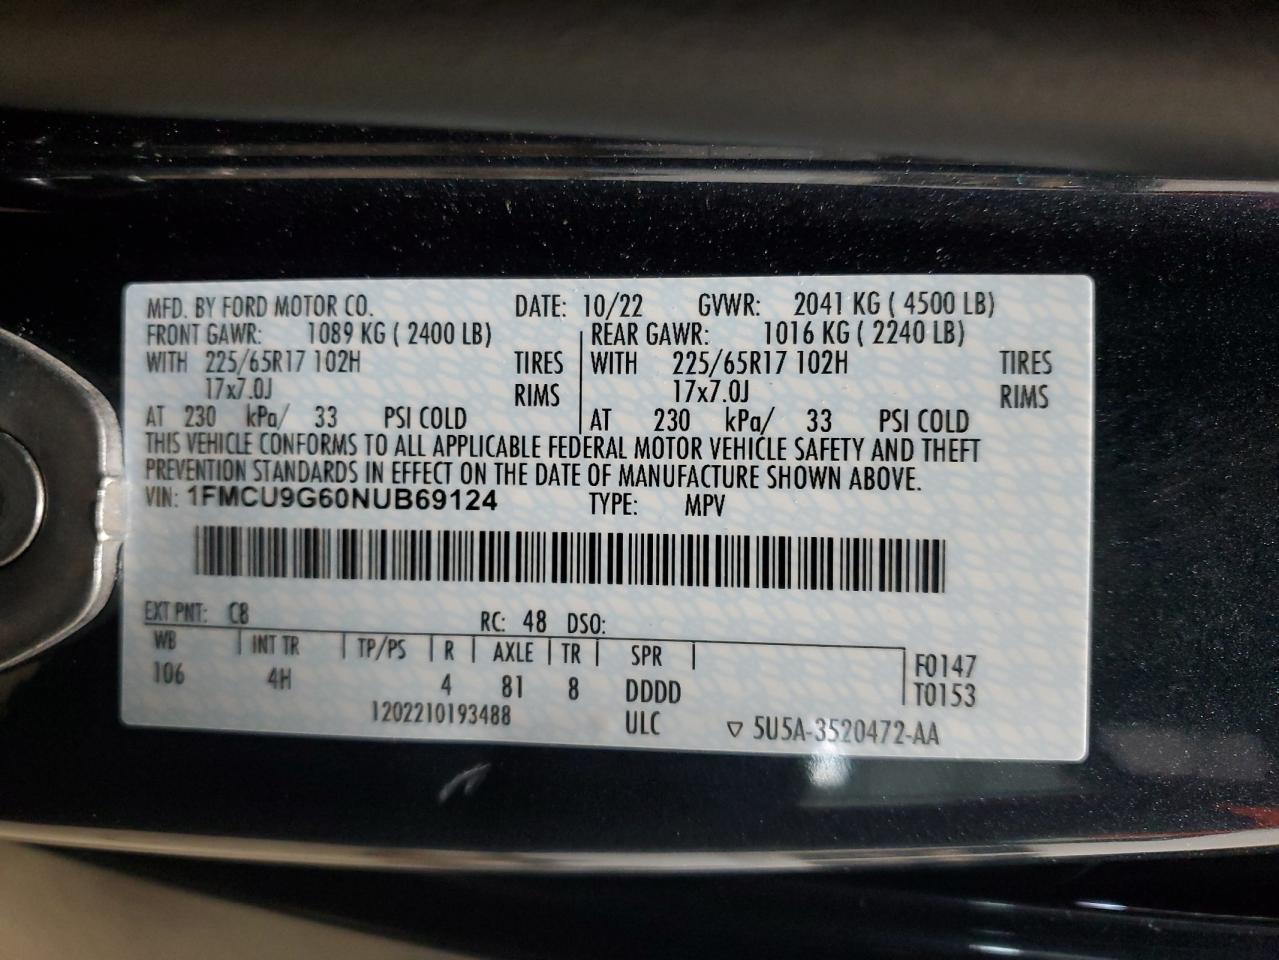 MFD. BY FORD MOTOR CO. DATE: 10/22 GVWR: 2041 KG ( 4500 LB)
FRONT GAWR: 1089 KG ( 2400 LB) REAR GAWR: 1016 KG ( 2240 LB)
WITH 225/65R17 102H TIRES WITH 225/65R17 102H TIRES
17x7.0J RIMS 17x7.0J RIMS
AT 230 kPa/ 33 PSI COLD AT 230 kPa/ 33 PSI COLD
THIS VEHICLE CONFORMS TO ALL APPLICABLE FEDERAL MOTOR VEHICLE SAFETY AND THEFT
PREVENTION STANDARDS IN EFFECT ON THE DATE OF MANUFACTURE SHOWN ABOVE.
VIN: 1FMCU9G60NUB69124 TYPE: MPV
EXT PNT: C8 RC: 48 DSO:
WB INT TR TP/PS R AXLE TR SPR F0147
106 4H 4 81 8 DDDD T0153
1202210193488 ULC ▽ 5U5A-3520472-AA